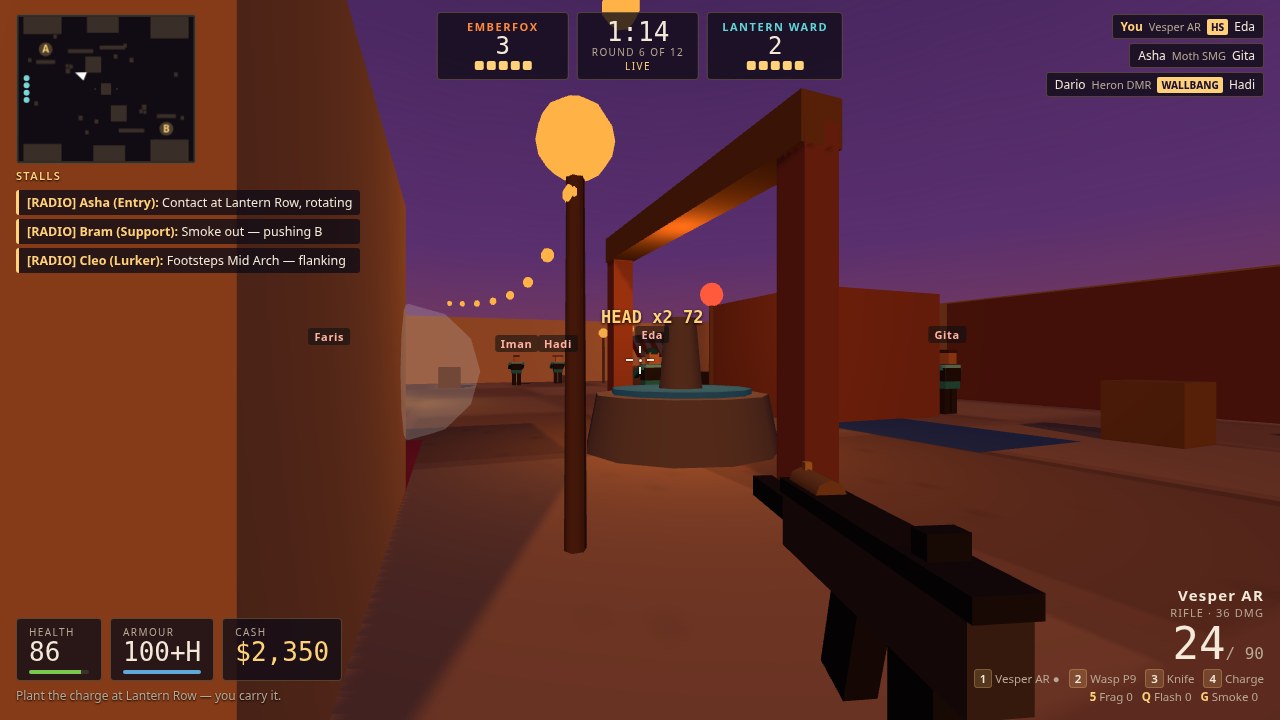 A
B
STALLS
[RADIO] Asha (Entry): Contact at Lantern Row, rotating
[RADIO] Bram (Support): Smoke out — pushing B
[RADIO] Cleo (Lurker): Footsteps Mid Arch — flanking
EMBERFOX
3
1:14
ROUND 6 OF 12
LIVE
LANTERN WARD
2
You Vesper AR HS Eda
Asha Moth SMG Gita
Dario Heron DMR WALLBANG Hadi
HEAD x2 72
Faris
Iman
Hadi
Eda
Gita
HEALTH
86
ARMOUR
100+H
CASH
$2,350
Plant the charge at Lantern Row — you carry it.
Vesper AR
RIFLE · 36 DMG
24 / 90
1 Vesper AR ● 2 Wasp P9 3 Knife 4 Charge
5 Frag 0 Q Flash 0 G Smoke 0